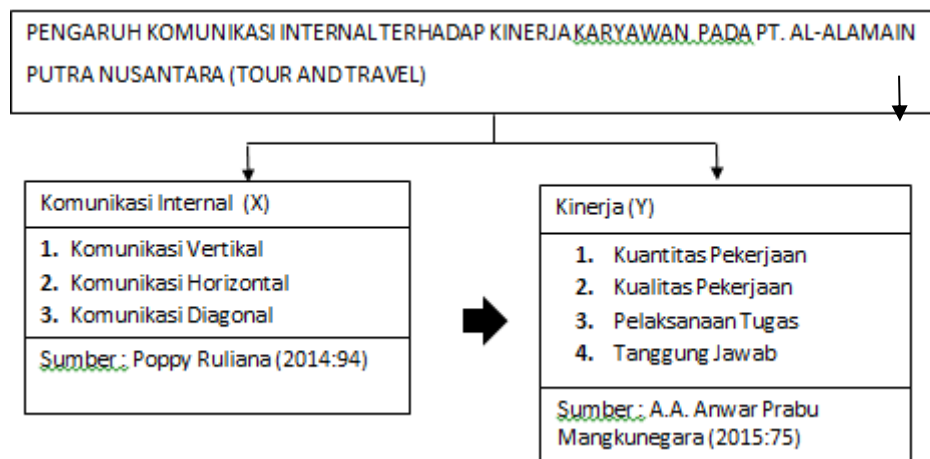 PENGARUH KOMUNIKASI INTERNAL TERHADAP KINERJA KARYAWAN PADA PT. AL-ALAMAIN
PUTRA NUSANTARA (TOUR AND TRAVEL)
Komunikasi Internal (X)
1. Komunikasi Vertikal
2. Komunikasi Horizontal
3. Komunikasi Diagonal
Sumber : Poppy Ruliana (2014:94)
Kinerja (Y)
1. Kuantitas Pekerjaan
2. Kualitas Pekerjaan
3. Pelaksanaan Tugas
4. Tanggung Jawab
Sumber : A.A. Anwar Prabu
Mangkunegara (2015:75)